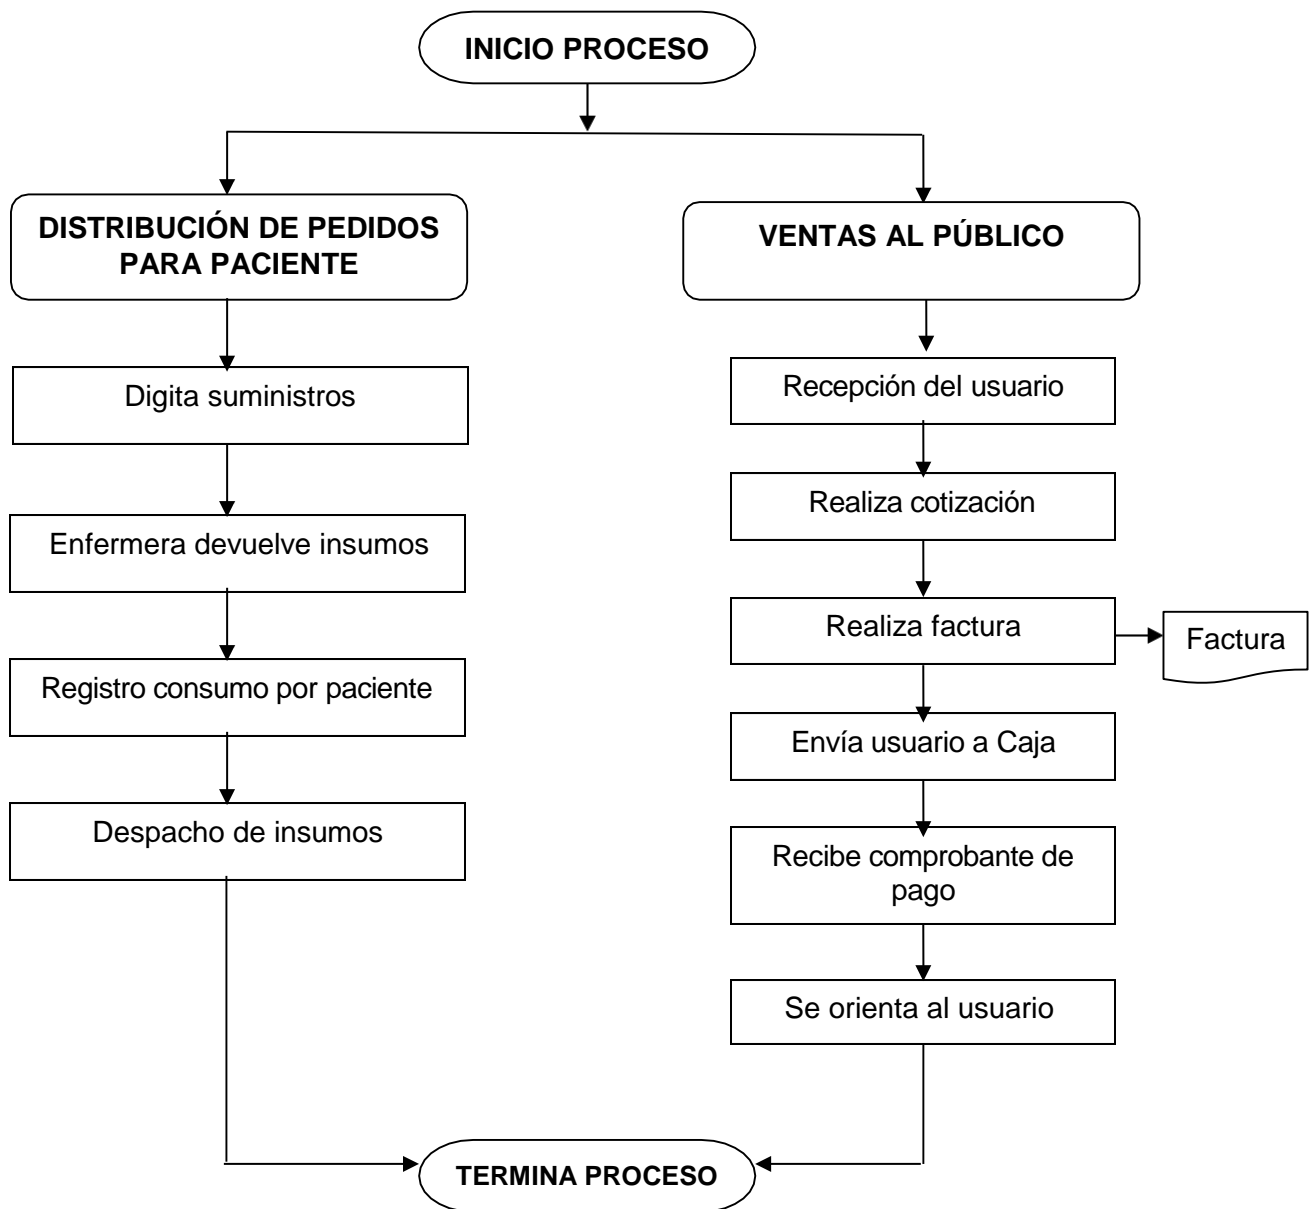 INICIO PROCESO
DISTRIBUCIÓN DE PEDIDOS
PARA PACIENTE
Digita suministros
Enfermera devuelve insumos
Registro consumo por paciente
Despacho de insumos
VENTAS AL PÚBLICO
Recepción del usuario
Realiza cotización
Realiza factura
Factura
Envía usuario a Caja
Recibe comprobante de
pago
Se orienta al usuario
TERMINA PROCESO